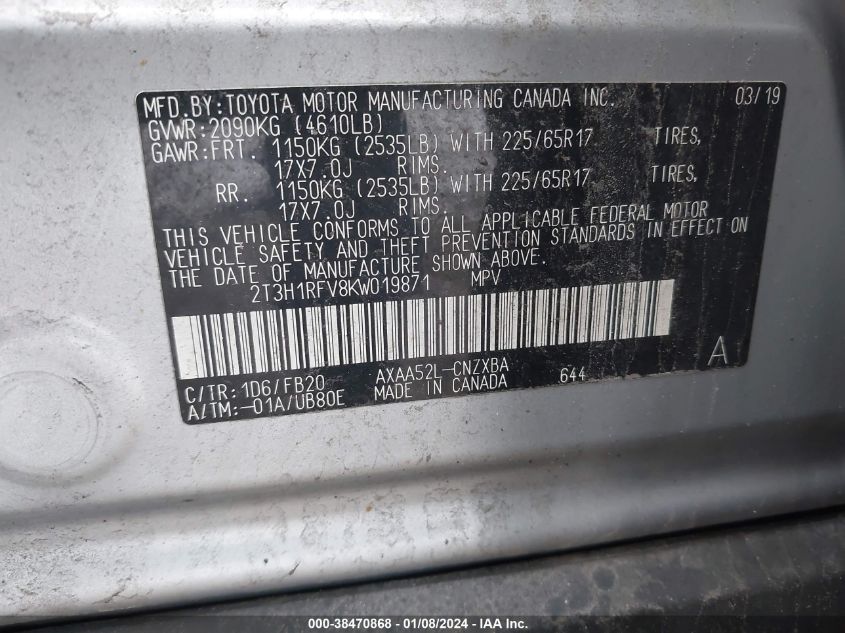 MFD.BY:TOYOTA MOTOR MANUFACTURING CANADA INC. 03/19
GVWR:2090KG (4610LB)
GAWR:FRT. 1150KG (2535LB) WITH 225/65R17 TIRES,
17X7.0J RIMS.
RR. 1150KG (2535LB) WITH 225/65R17 TIRES,
17X7.0J RIMS.
THIS VEHICLE CONFORMS TO ALL APPLICABLE FEDERAL MOTOR
VEHICLE SAFETY AND THEFT PREVENTION STANDARDS IN EFFECT ON
THE DATE OF MANUFACTURE SHOWN ABOVE.
2T3H1RFV8KW019871 MPV
A
C/TR:1D6/FB20 AXAA52L-CNZXBA
A/TM:-01A/UB80E MADE IN CANADA 644
000-38470868 | 01/08/2024 - IAA Inc.